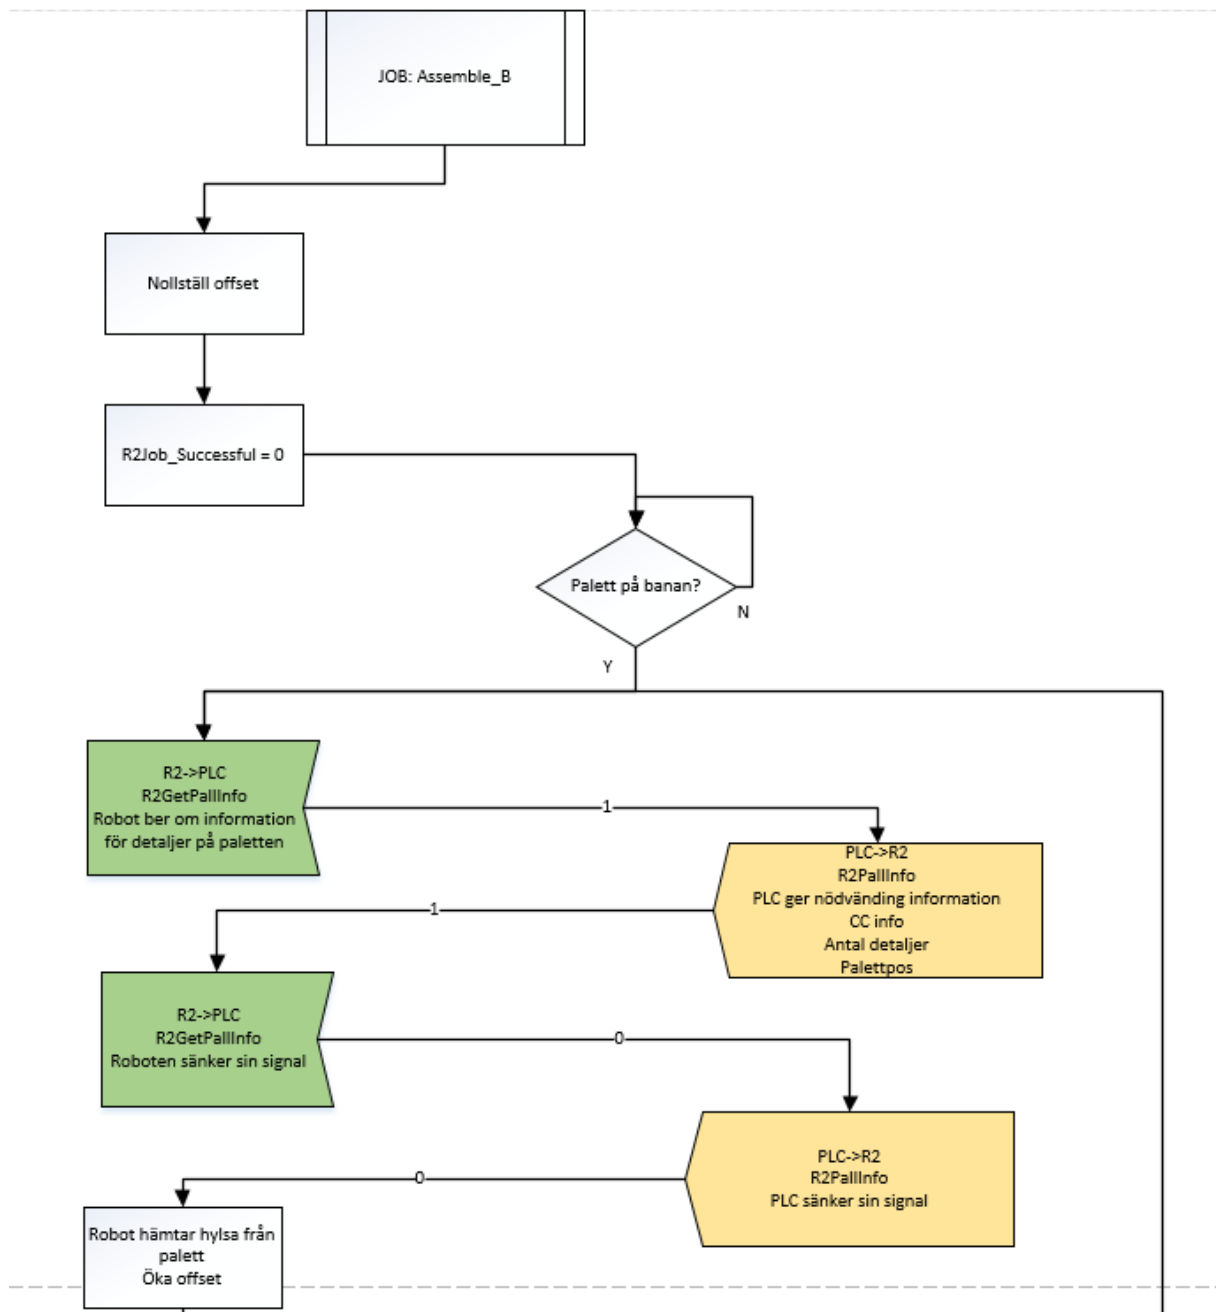 JOB: Assemble_B
Nollställ offset
R2Job_Successful = 0
Palett på banan?
N
Y
R2->PLC
R2GetPallInfo
Robot ber om information
för detaljer på paletten
1
PLC->R2
R2PallInfo
PLC ger nödvänding information
CC info
Antal detaljer
Palettpos
1
R2->PLC
R2GetPallInfo
Roboten sänker sin signal
0
PLC->R2
R2PallInfo
PLC sänker sin signal
0
Robot hämtar hylsa från
palett
Öka offset